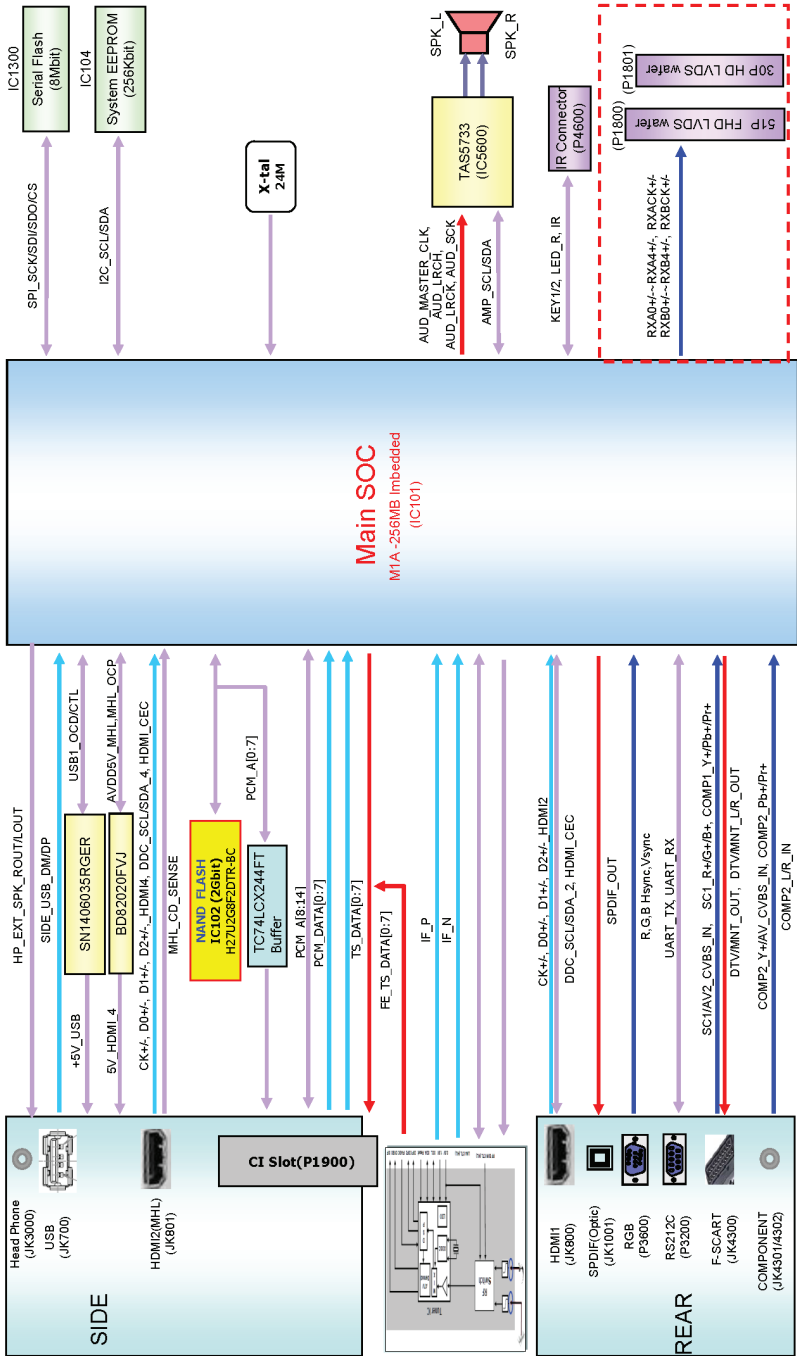 Head Phone
(JK3000)
USB
(JK700)
HDMI2(MHL)
(JK801)
SIDE
CI Slot(P1900)
Tuner IC
RF
Switch
HDMI1
(JK800)
SPDIF(Optic)
(JK1001)
RGB
(P3600)
RS212C
(P3200)
F-SCART
(JK4300)
COMPONENT
(JK4301/4302)
REAR
HP_EXT_SPK_ROUT/LOUT
SIDE_USB_DM/DP
+5V_USB
SN1406035RGER
USB1_OCD/CTL
5V_HDMI_4
BD82020FVJ
AVDD5V_MHL,MHL_OCP
CK+/-, D0+/-, D1+/-, D2+/-_HDMI4, DDC_SCL/SDA_4, HDMI_CEC
MHL_CD_SENSE
NAND FLASH
IC102 (2Gbit)
H27U2G8F2DTR-BC
TC74LCX244FT
Buffer
PCM_A[0:7]
PCM_A[8:14]
PCM_DATA[0:7]
TS_DATA[0:7]
FE_TS_DATA[0:7]
IF_P
IF_N
CK+/-, D0+/-, D1+/-, D2+/-_HDMI2
DDC_SCL/SDA_2, HDMI_CEC
SPDIF_OUT
R,G,B Hsync,Vsync
UART_TX, UART_RX
SC1/AV2_CVBS_IN, SC1_R+/G+/B+, COMP1_Y+/Pb+/Pr+
DTV/MNT_OUT, DTV/MNT_L/R_OUT
COMP2_Y+/AV_CVBS_IN, COMP2_Pb+/Pr+
COMP2_L/R_IN
Main SOC
M1A -256MB Imbedded
(IC101)
SPI_SCK/SDI/SDO/CS
IC1300
Serial Flash
(8Mbit)
I2C_SCL/SDA
IC104
System EEPROM
(256Kbit)
X-tal
24M
AUD_MASTER_CLK,
AUD_LRCH,
AUD_LRCK, AUD_SCK
AMP_SCL/SDA
TAS5733
(IC5600)
SPK_L
SPK_R
KEY1/2, LED_R, IR
IR Connector
(P4600)
RXA0+/-~RXA4+/-, RXACK+/-
RXB0+/-~RXB4+/-, RXBCK+/-
(P1800)
51P FHD LVDS wafer
(P1801)
30P HD LVDS wafer